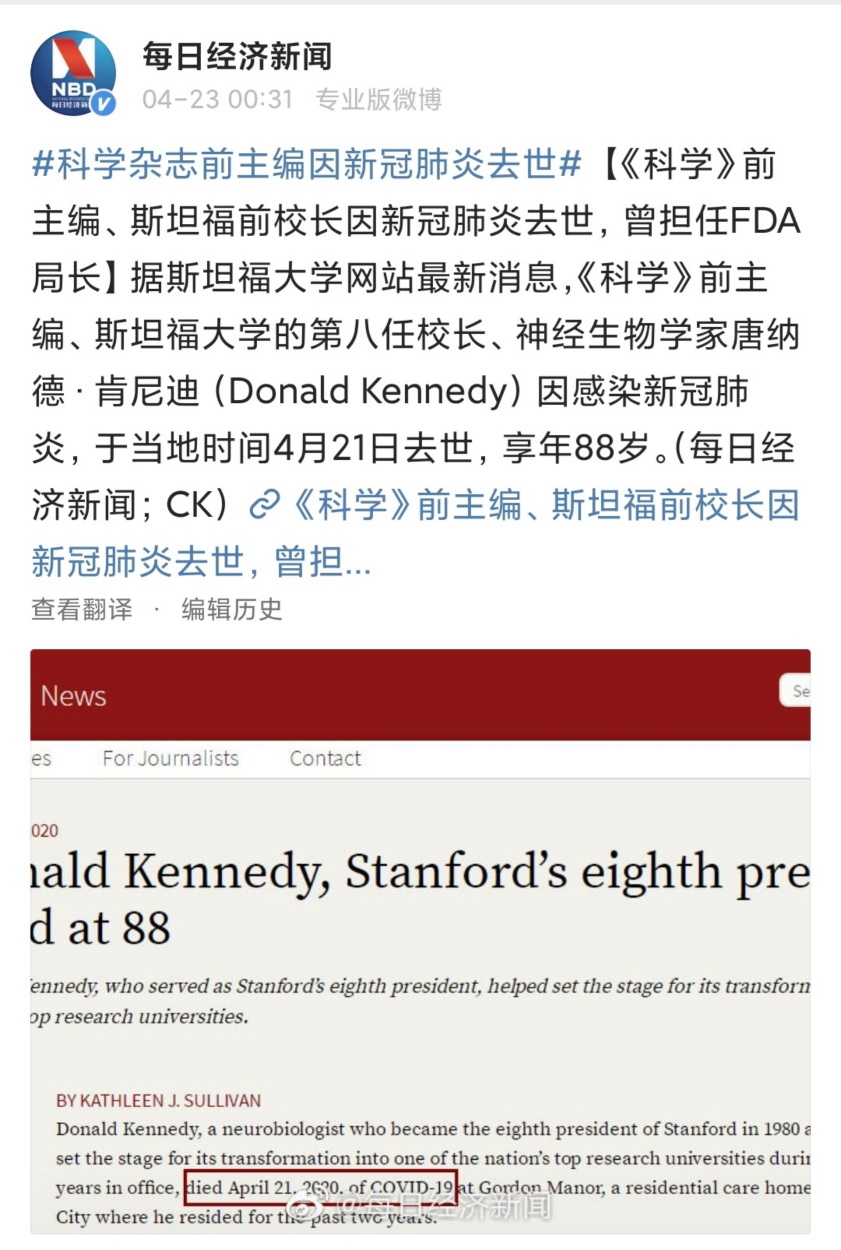 NBD
每日经济新闻
04-23 00:31 专业版微博
#科学杂志前主编因新冠肺炎去世#【《科学》前
主编、斯坦福前校长因新冠肺炎去世，曾担任FDA
局长】据斯坦福大学网站最新消息，《科学》前主
编、斯坦福大学的第八任校长、神经生物学家唐纳
德·肯尼迪（Donald Kennedy）因感染新冠肺
炎，于当地时间4月21日去世，享年88岁。（每日经
济新闻；CK）《科学》前主编、斯坦福前校长因
新冠肺炎去世，曾担...
查看翻译 · 编辑历史
News
Se
es For Journalists Contact
020
nald Kennedy, Stanford’s eighth pre
d at 88
ennedy, who served as Stanford’s eighth president, helped set the stage for its transform
op research universities.
BY KATHLEEN J. SULLIVAN
Donald Kennedy, a neurobiologist who became the eighth president of Stanford in 1980 a
set the stage for its transformation into one of the nation’s top research universities durin
years in office, died April 21, 2020, of COVID-19 at Gordon Manor, a residential care home
City where he resided for the past two years.
@每日经济新闻